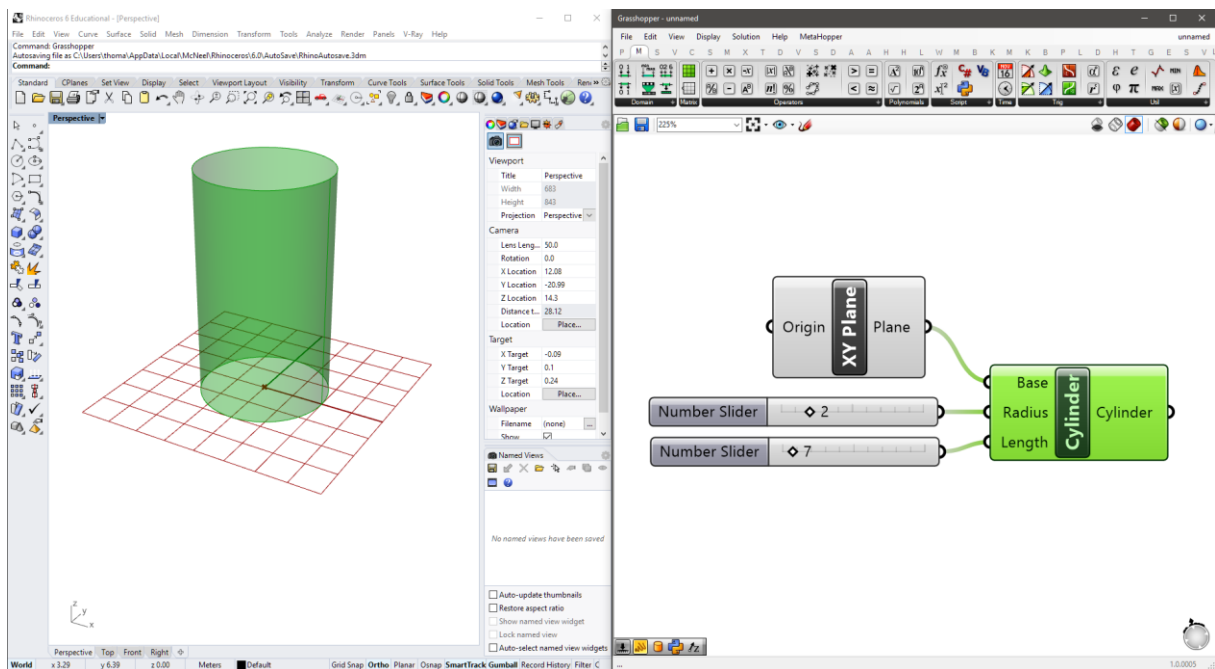 Rhinoceros 6 Educational - [Perspective]
File Edit View Curve Surface Solid Mesh Dimension Transform Tools Analyze Render Panels V-Ray Help
Command: Grasshopper
Autosaving file as C:\Users\thoma\AppData\Local\McNeel\Rhinoceros\6.0\AutoSave\RhinoAutosave.3dm
Command:
Standard CPlanes Set View Display Select Viewport Layout Visibility Transform Curve Tools Surface Tools Solid Tools Mesh Tools Ren
Perspective
Viewport
Title Perspective
Width 683
Height 843
Projection Perspective
Camera
Lens Leng... 50.0
Rotation 0.0
X Location 12.08
Y Location -20.99
Z Location 14.3
Distance t... 28.12
Location Place...
Target
X Target -0.09
Y Target 0.1
Z Target 0.24
Location Place...
Wallpaper
Filename (none) ...
Show
Named Views
No named views have been saved
Auto-update thumbnails
Restore aspect ratio
Show named view widget
Lock named view
Auto-select named view widgets
z
y
x
Perspective Top Front Right
World x 3.29 y 6.39 z 0.00 Meters Default Grid Snap Ortho Planar Osnap SmartTrack Gumball Record History Filter C
Grasshopper - unnamed
File Edit View Display Solution Help MetaHopper unnamed
P M S V C S M X T D V S D A A H H L W M B K M K B P L D H T G E S V L
Domain Matrix Operators Polynomials Script Time Trig Util
225%
Origin XY Plane Plane
Base
Number Slider 2 Radius Cylinder Cylinder
Number Slider 7 Length
1.0.0005